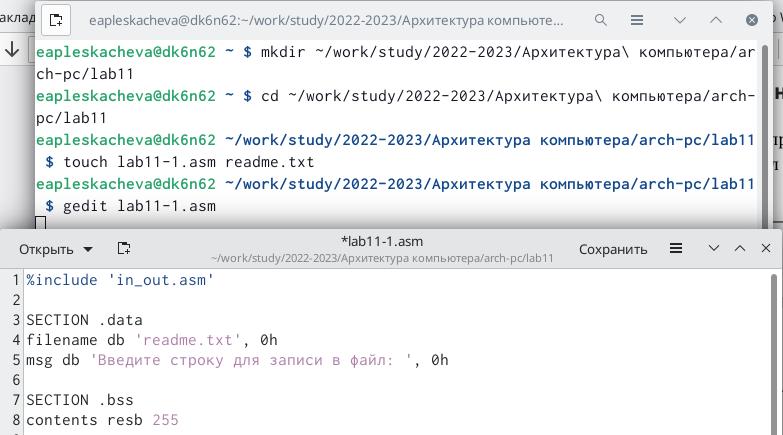 аклад
eapleskacheva@dk6n62:~/work/study/2022-2023/Архитектура компьюте...
eapleskacheva@dk6n62 ~ $ mkdir ~/work/study/2022-2023/Архитектура\ компьютера/ar
ch-pc/lab11
eapleskacheva@dk6n62 ~ $ cd ~/work/study/2022-2023/Архитектура\ компьютера/arch-
pc/lab11
eapleskacheva@dk6n62 ~/work/study/2022-2023/Архитектура компьютера/arch-pc/lab11
$ touch lab11-1.asm readme.txt
eapleskacheva@dk6n62 ~/work/study/2022-2023/Архитектура компьютера/arch-pc/lab11
$ gedit lab11-1.asm
Открыть
*lab11-1.asm
~/work/study/2022-2023/Архитектура компьютера/arch-pc/lab11
Сохранить
1 %include 'in_out.asm'
2
3 SECTION .data
4 filename db 'readme.txt', 0h
5 msg db 'Введите строку для записи в файл: ', 0h
6
7 SECTION .bss
8 contents resb 255